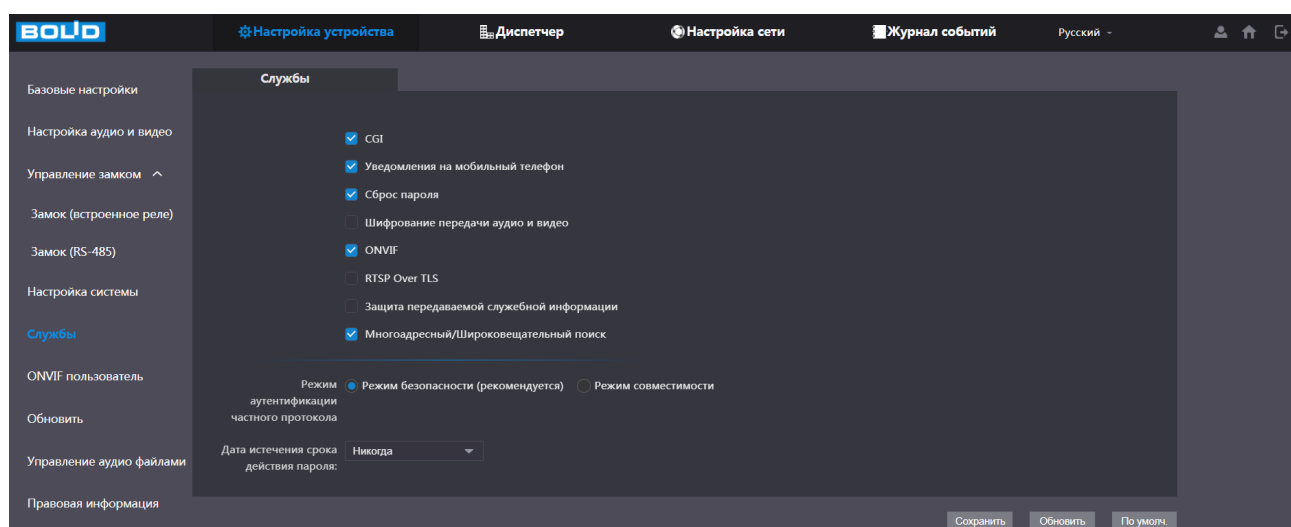 BOLID
Настройка устройства
Диспетчер
Настройка сети
Журнал событий
Русский
Базовые настройки
Настройка аудио и видео
Управление замком
Замок (встроенное реле)
Замок (RS-485)
Настройка системы
Службы
ONVIF пользователь
Обновить
Управление аудио файлами
Правовая информация
Службы
CGI
Уведомления на мобильный телефон
Сброс пароля
Шифрование передачи аудио и видео
ONVIF
RTSP Over TLS
Защита передаваемой служебной информации
Многоадресный/Широковещательный поиск
Режим
аутентификации
частного протокола
Режим безопасности (рекомендуется)
Режим совместимости
Дата истечения срока
действия пароля:
Никогда
Сохранить
Обновить
По умолч.